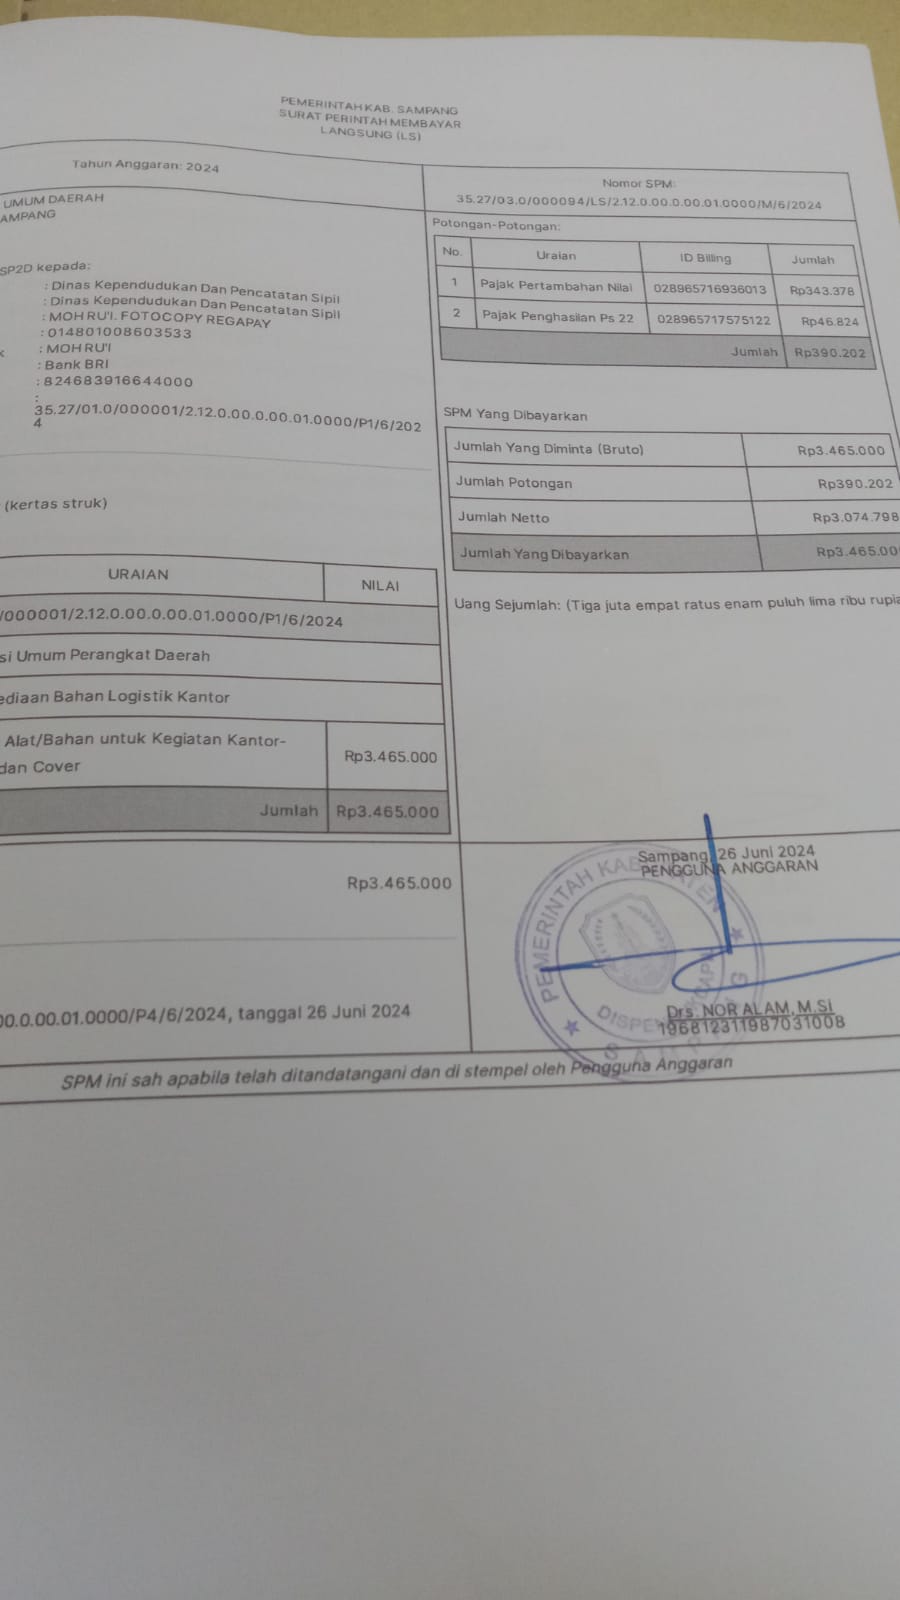 PEMERINTAH KAB. SAMPANG
SURAT PERINTAH MEMBAYAR
LANGSUNG (LS)
Tahun Anggaran: 2024
Nomor SPM:
35.27/03.0/000094/LS/2.12.0.00.0.00.01.0000/M/6/2024
UMUM DAERAH
AMPANG
SP2D kepada:
: Dinas Kependudukan Dan Pencatatan Sipil
: Dinas Kependudukan Dan Pencatatan Sipil
: MOH RU'I. FOTOCOPY REGAPAY
: 014801008603533
k : MOH RU'I
: Bank BRI
: 824683916644000
:
35.27/01.0/000001/2.12.0.00.0.00.01.0000/P1/6/202
4
(kertas struk)
URAIAN NILAI
/000001/2.12.0.00.0.00.01.0000/P1/6/2024
si Umum Perangkat Daerah
ediaan Bahan Logistik Kantor
Alat/Bahan untuk Kegiatan Kantor-
dan Cover Rp3.465.000
Jumlah Rp3.465.000
Rp3.465.000
00.0.00.01.0000/P4/6/2024, tanggal 26 Juni 2024
Potongan-Potongan:
No. Uraian ID Billing Jumlah
1 Pajak Pertambahan Nilai 028965716936013 Rp343.378
2 Pajak Penghasilan Ps 22 028965717575122 Rp46.824
Jumlah Rp390.202
SPM Yang Dibayarkan
Jumlah Yang Diminta (Bruto) Rp3.465.000
Jumlah Potongan Rp390.202
Jumlah Netto Rp3.074.798
Jumlah Yang Dibayarkan Rp3.465.00
Uang Sejumlah: (Tiga juta empat ratus enam puluh lima ribu rupia
Sampang, 26 Juni 2024
PENGGUNA ANGGARAN
PEMERINTAH KABUPATEN
SAMPANG
Drs. NOR ALAM, M.SI
196812311987031008
SPM ini sah apabila telah ditandatangani dan di stempel oleh Pengguna Anggaran